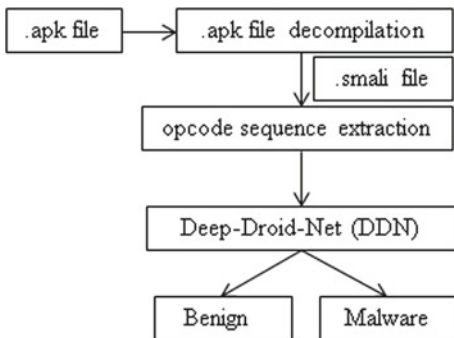 .apk file
.apk file decompilation
.smali file
opcode sequence extraction
Deep-Droid-Net (DDN)
Benign
Malware